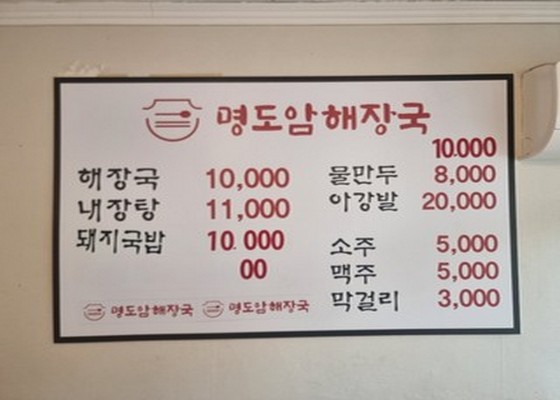 명도암해장국
10.000
해장국 10,000
내장탕 11,000
돼지국밥 10.000
00
물만두 8,000
아강발 20,000
소주 5,000
맥주 5,000
막걸리 3,000
명도암해장국 명도암해장국